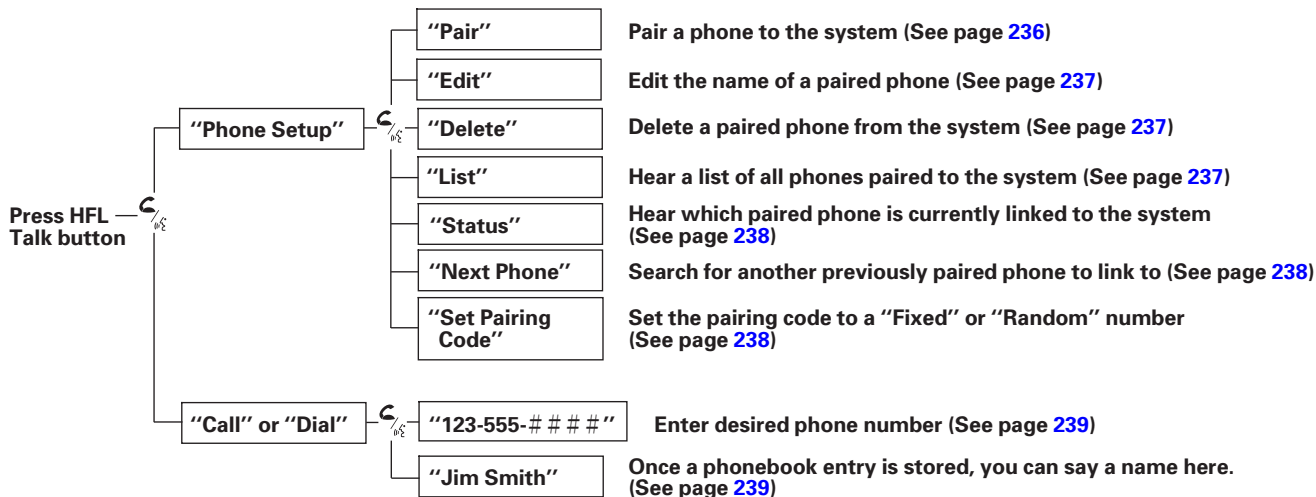 “Pair” Pair a phone to the system (See page 236)
“Edit” Edit the name of a paired phone (See page 237)
“Phone Setup” “Delete” Delete a paired phone from the system (See page 237)
“List” Hear a list of all phones paired to the system (See page 237)
Press HFL
Talk button
“Status” Hear which paired phone is currently linked to the system
(See page 238)
“Next Phone” Search for another previously paired phone to link to (See page 238)
“Set Pairing
Code”
Set the pairing code to a “Fixed” or “Random” number
(See page 238)
“Call” or “Dial” “123-555-####” Enter desired phone number (See page 239)
“Jim Smith” Once a phonebook entry is stored, you can say a name here.
(See page 239)